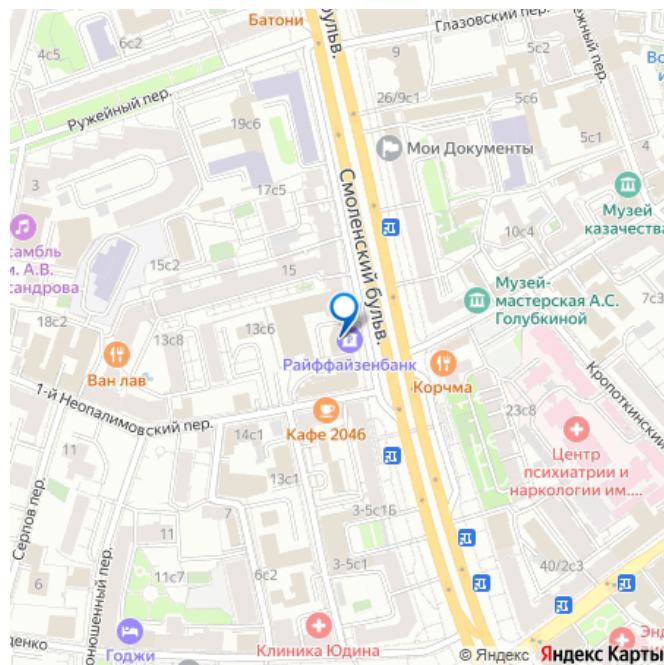 Батони
бульв.
Глазовский пер.
6с2
4с5
9
5с2
Ружейный пер.
26/9с1
5с6
19с6
Мои Документы
5с1
4
3
17с5
Смоленский бульв.
Музей
казачества
10с4
15с2
15
Музей-
мастерская А.С.
Голубкиной
7с3
18с2
13с8
13с6
Ван лав
Райффайзенбанк
Корчма
Кропоткинский
1-й Неопалимовский пер.
14с1
Кафе 2046
23с8
Центр
психиатрии и
наркологии им....
13с1
3-5с1Б
Серпов пер.
11
7
3-5с1
6
11с7
6с2
40/2с3
Годжи
Клиника Юдина
© Яндекс Яндекс Карты